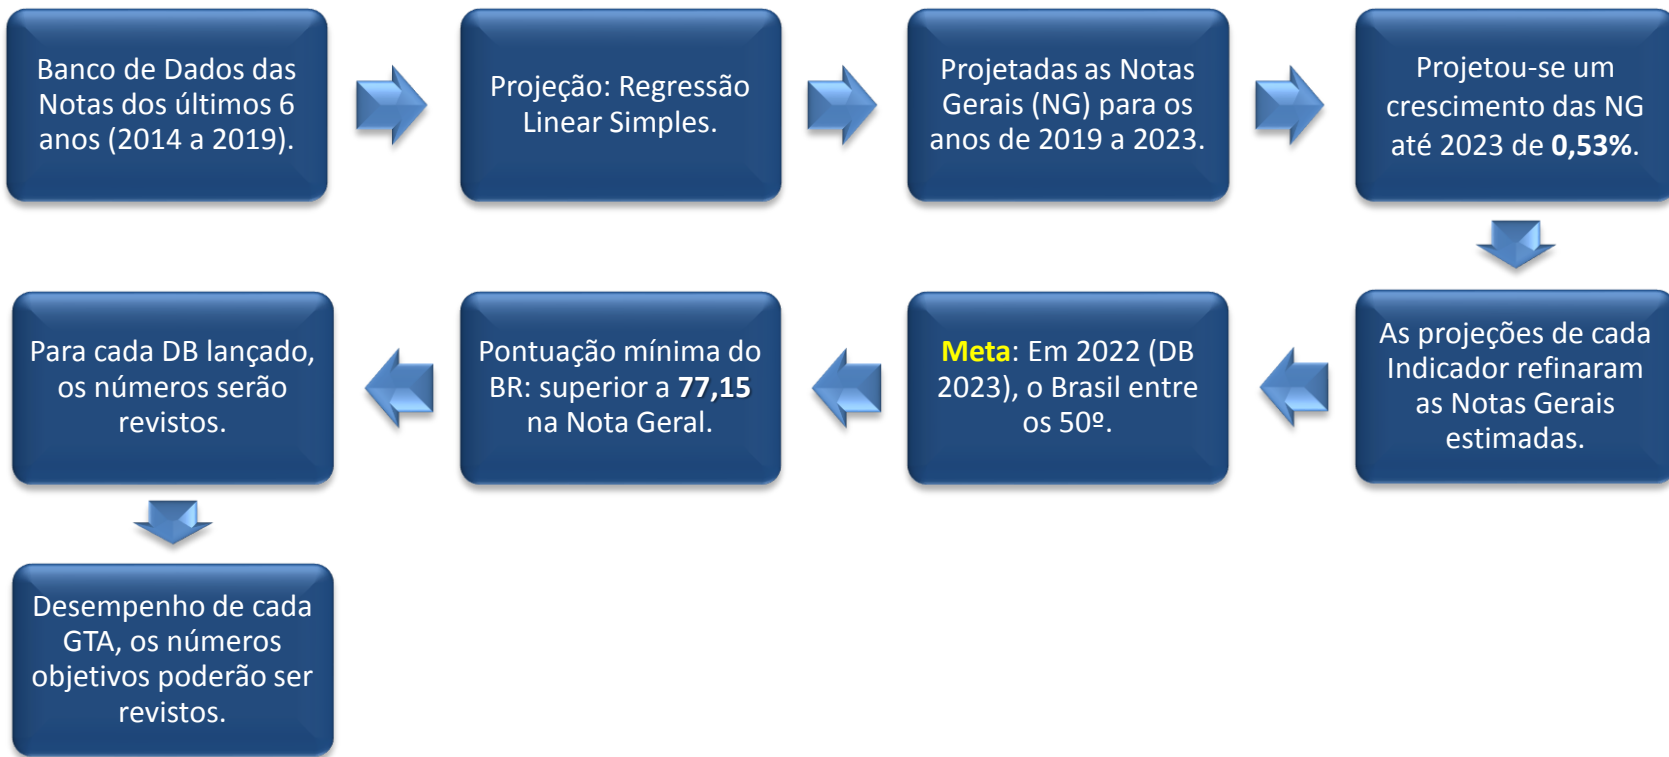 Banco de Dados das
Notas dos últimos 6
anos (2014 a 2019).
Projeção: Regressão
Linear Simples.
Projetadas as Notas
Gerais (NG) para os
anos de 2019 a 2023.
Projetou-se um
crescimento das NG
até 2023 de 0,53%.
As projeções de cada
Indicador refinaram
as Notas Gerais
estimadas.
Meta: Em 2022 (DB
2023), o Brasil entre
os 50º.
Pontuação mínima do
BR: superior a 77,15
na Nota Geral.
Para cada DB lançado,
os números serão
revistos.
Desempenho de cada
GTA, os números
objetivos poderão ser
revistos.